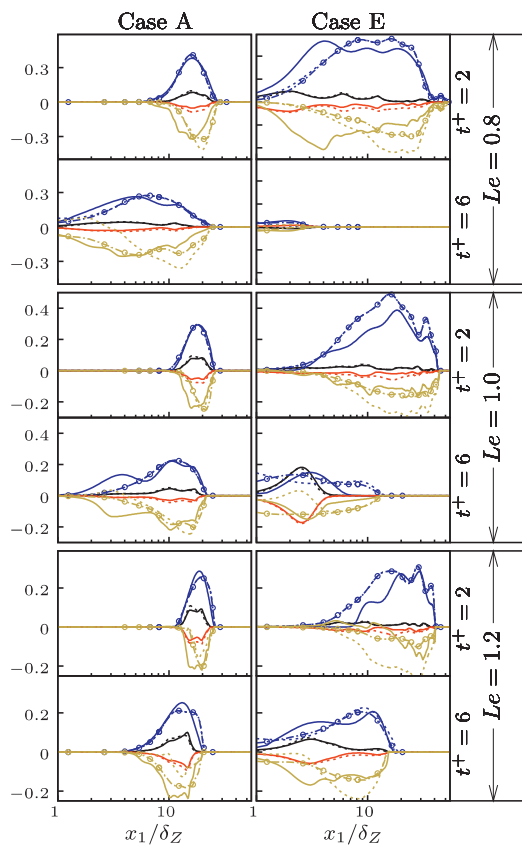 Case A Case E
0.3
0
−0.3
t⁺ = 2
0.3
0
−0.3
t⁺ = 6
Le = 0.8
0.4
0.2
0
−0.2
t⁺ = 2
0.4
0.2
0
−0.2
t⁺ = 6
Le = 1.0
0.2
0
−0.2
t⁺ = 2
0.2
0
−0.2
t⁺ = 6
Le = 1.2
1 10 1 10
x₁/δ_Z x₁/δ_Z